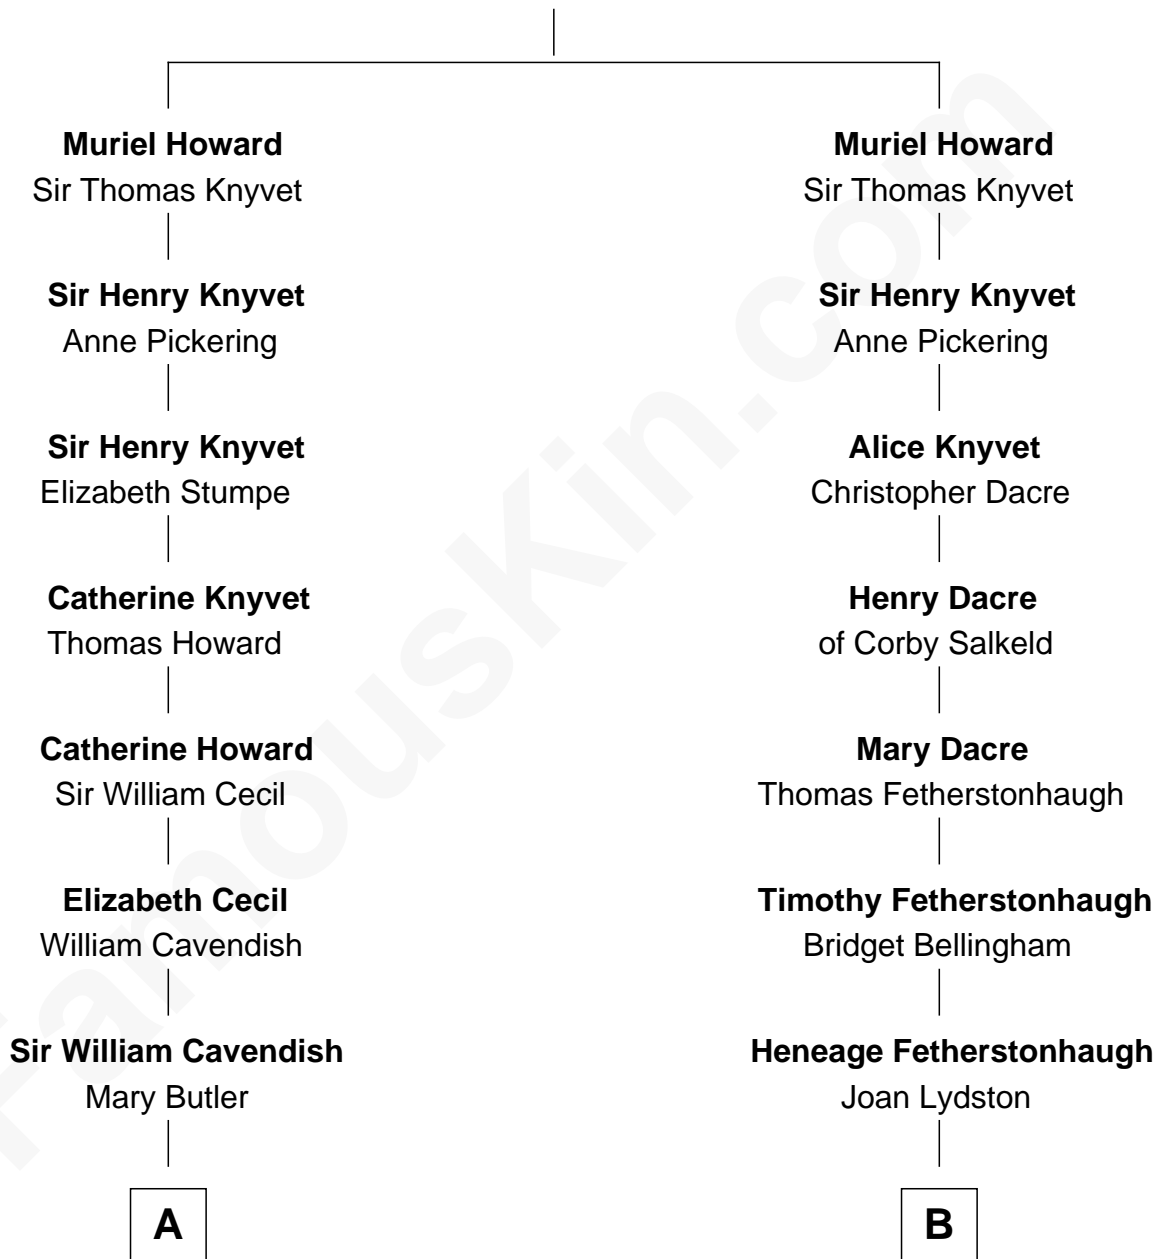 Muriel Howard
Sir Thomas Knyvet
Sir Henry Knyvet
Anne Pickering
Sir Henry Knyvet
Elizabeth Stumpe
Catherine Knyvet
Thomas Howard
Catherine Howard
Sir William Cecil
Elizabeth Cecil
William Cavendish
Sir William Cavendish
Mary Butler
A
Muriel Howard
Sir Thomas Knyvet
Sir Henry Knyvet
Anne Pickering
Alice Knyvet
Christopher Dacre
Henry Dacre
of Corby Salkeld
Mary Dacre
Thomas Fetherstonhaugh
Timothy Fetherstonhaugh
Bridget Bellingham
Heneage Fetherstonhaugh
Joan Lydston
B
FamousKin.com